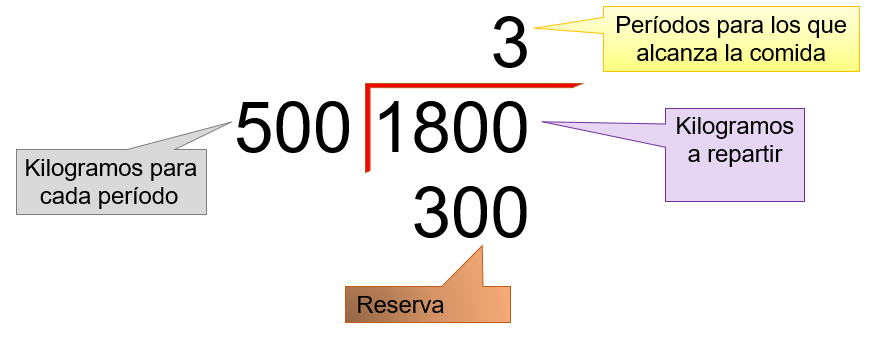 3
Períodos para los que
alcanza la comida
500
1800
Kilogramos
a repartir
Kilogramos para
cada período
300
Reserva